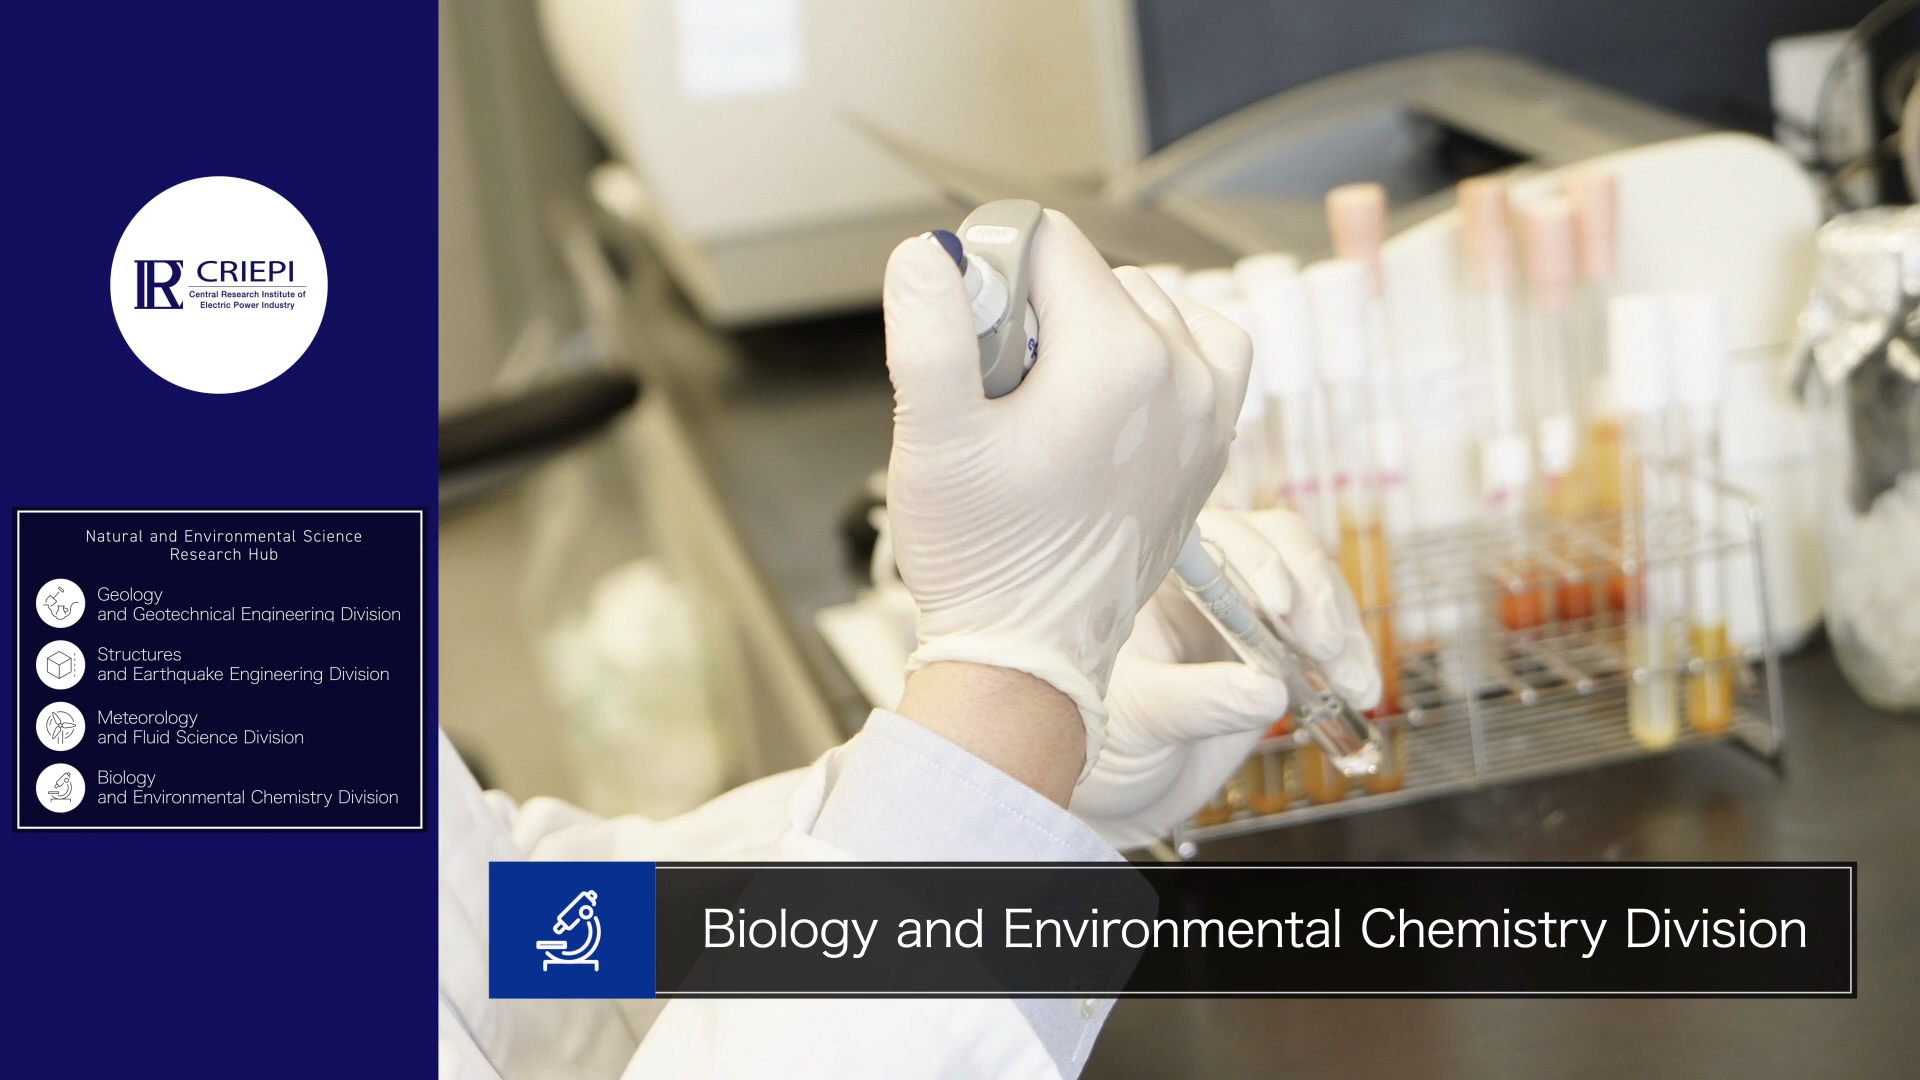 CRIEPI
Central Research Institute of
Electric Power Industry
Natural and Environmental Science
Research Hub
Geology
and Geotechnical Engineering Division
Structures
and Earthquake Engineering Division
Meteorology
and Fluid Science Division
Biology
and Environmental Chemistry Division
Biology and Environmental Chemistry Division